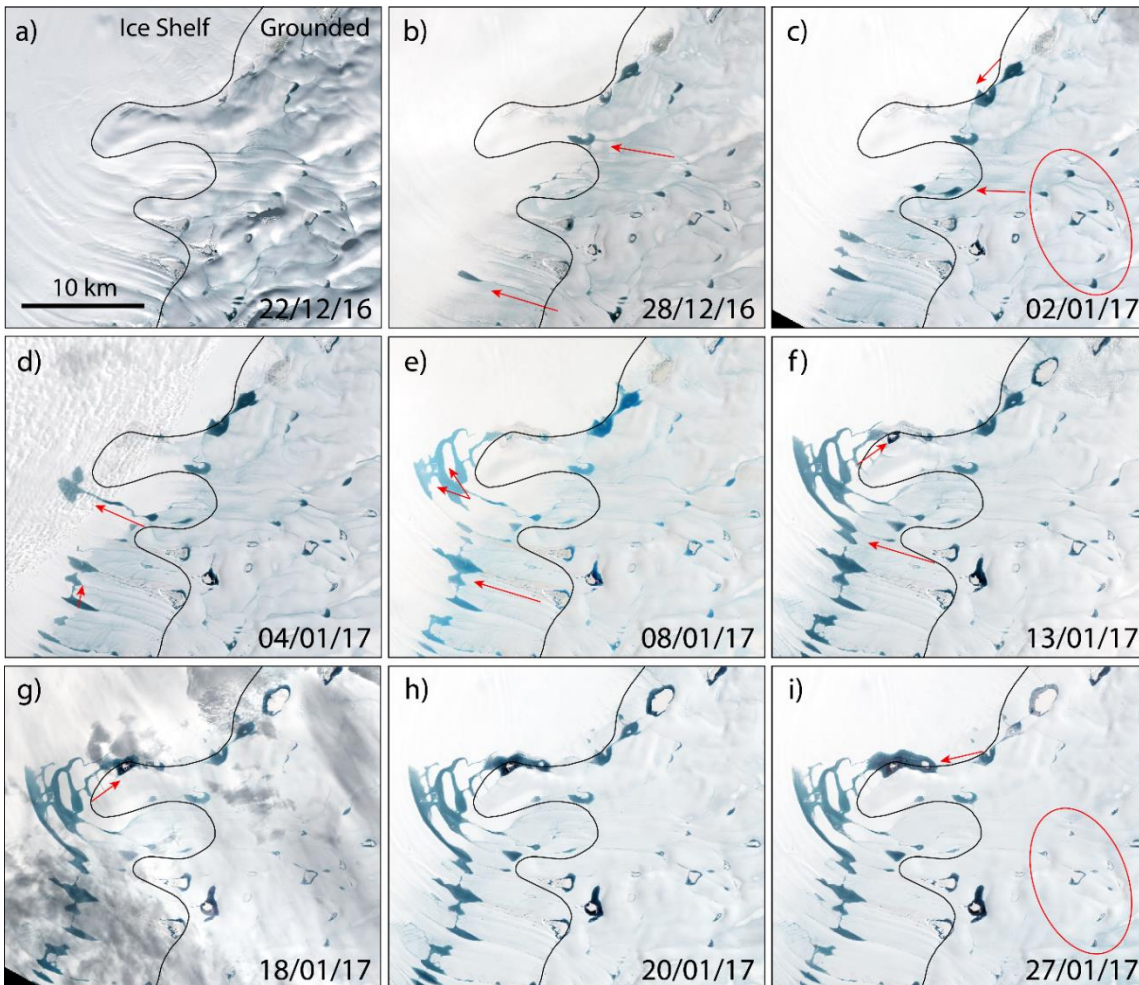 a) Ice Shelf Grounded
10 km
22/12/16
b)
28/12/16
c)
02/01/17
d)
04/01/17
e)
08/01/17
f)
13/01/17
g)
18/01/17
h)
20/01/17
i)
27/01/17